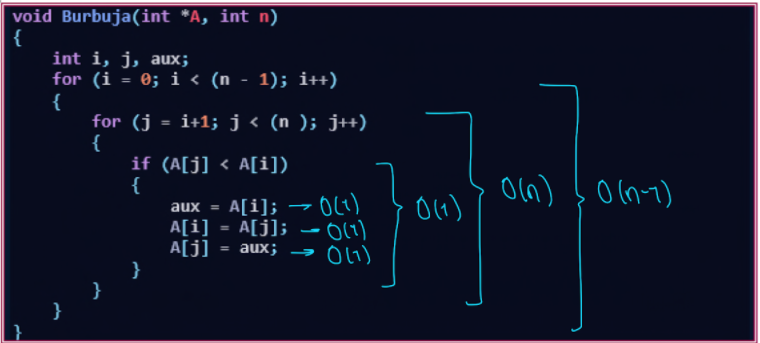 void Burbuja(int *A, int n)
{
int i, j, aux;
for (i = 0; i < (n - 1); i++)
{
for (j = i+1; j < (n ); j++)
{
if (A[j] < A[i])
{
aux = A[i]; → O(1)
A[i] = A[j]; → O(1)
A[j] = aux; → O(1)
} O(1) O(n) O(n-1)
}
}
}